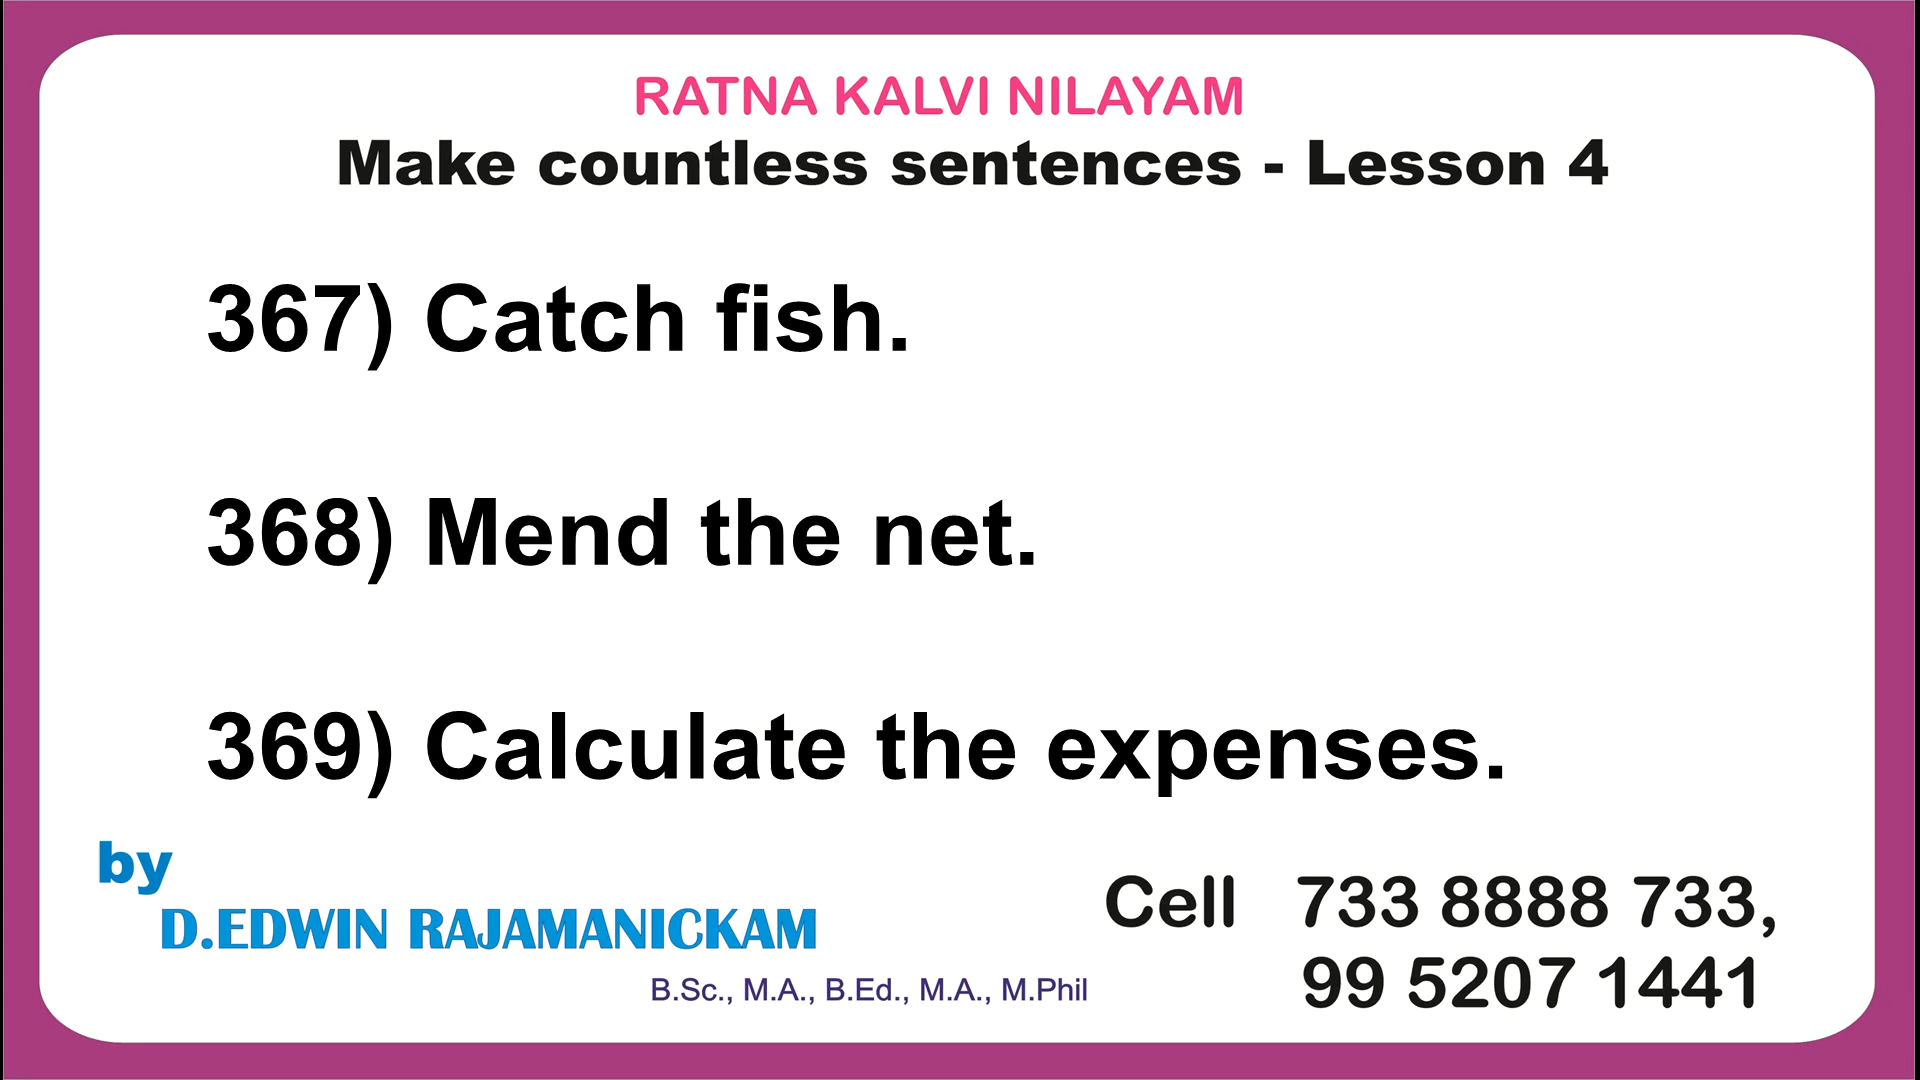 RATNA KALVI NILAYAM
Make countless sentences - Lesson 4
367) Catch fish.
368) Mend the net.
369) Calculate the expenses.
by
D.EDWIN RAJAMANICKAM
B.Sc., M.A., B.Ed., M.A., M.Phil
Cell 733 8888 733,
99 5207 1441